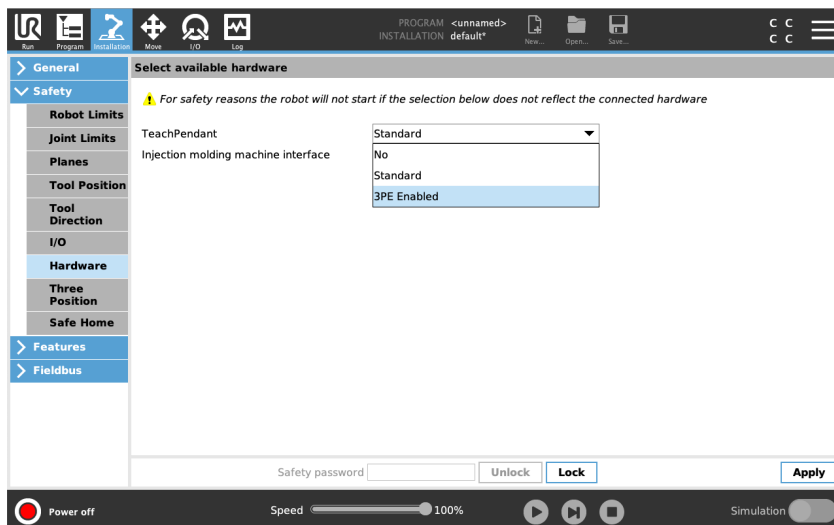 UR
PROGRAM <unnamed>
INSTALLATION default*
Run Program Installation Move I/O Log New... Open... Save...
C C
C C
General
Select available hardware
Safety
For safety reasons the robot will not start if the selection below does not reflect the connected hardware
Robot Limits
Joint Limits
Planes
Tool Position
Tool
Direction
I/O
Hardware
Three
Position
Safe Home
Features
Fieldbus
TeachPendant Standard
Injection molding machine interface No
Standard
3PE Enabled
Safety password Unlock Lock Apply
Power off Speed 100% Simulation